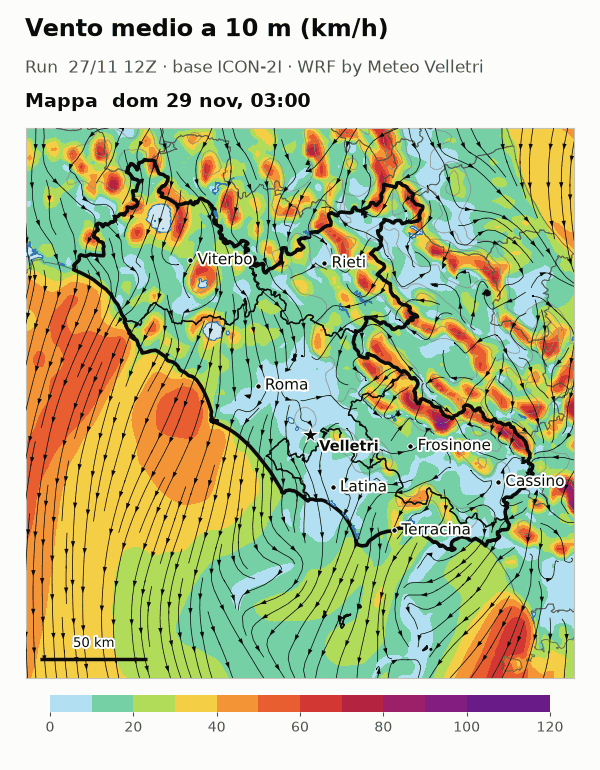 Vento medio a 10 m (km/h)
Run  27/11 12Z · base ICON-2I · WRF by Meteo Velletri
Mappa  dom 29 nov, 03:00
Viterbo
Rieti
Roma
Velletri
Frosinone
Latina
Cassino
Terracina
50 km
0 20 40 60 80 100 120